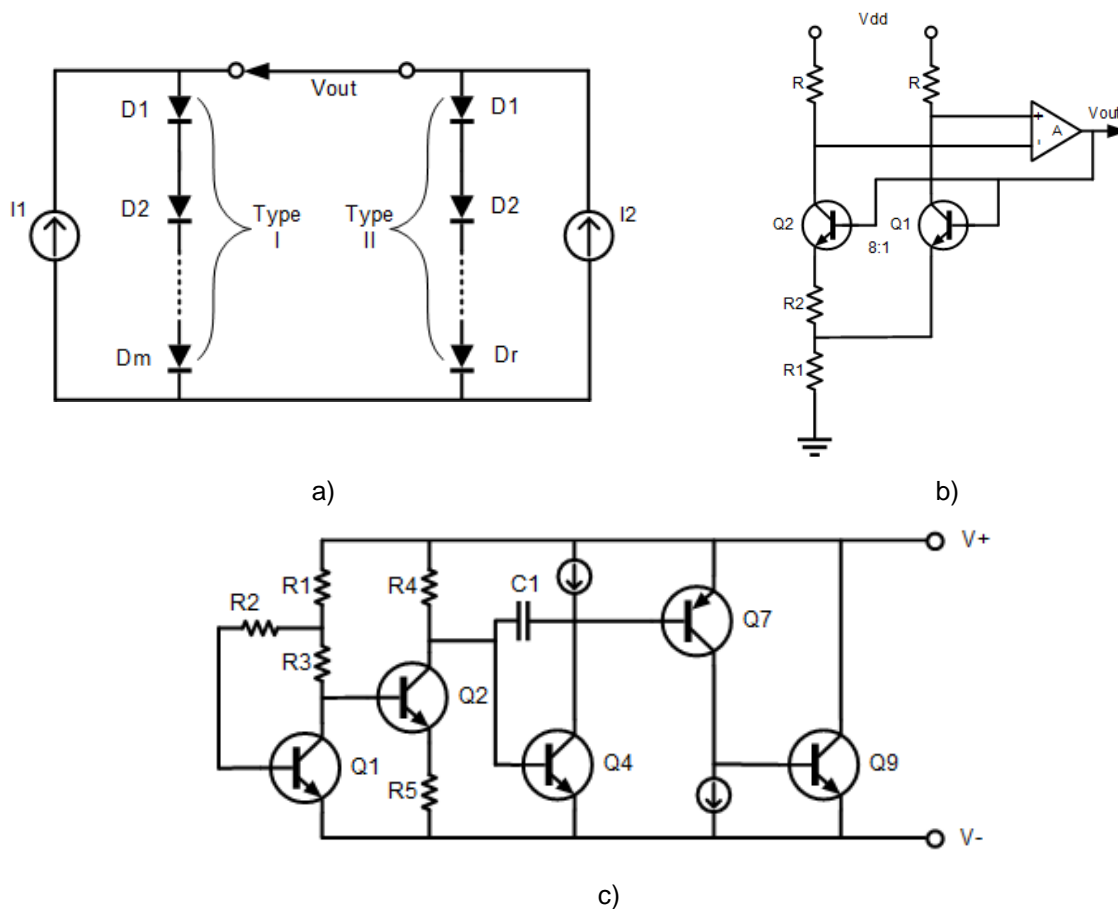 Vout
D1
D1
I1
D2
Type
I
Type
II
D2
I2
Dm
Dr
a)
Vdd
R
R
+
-
A
Vout
Q2
Q1
8:1
R2
R1
b)
V+
R1
R4
C1
R2
Q7
R3
Q2
Q1
R5
Q4
Q9
V-
c)